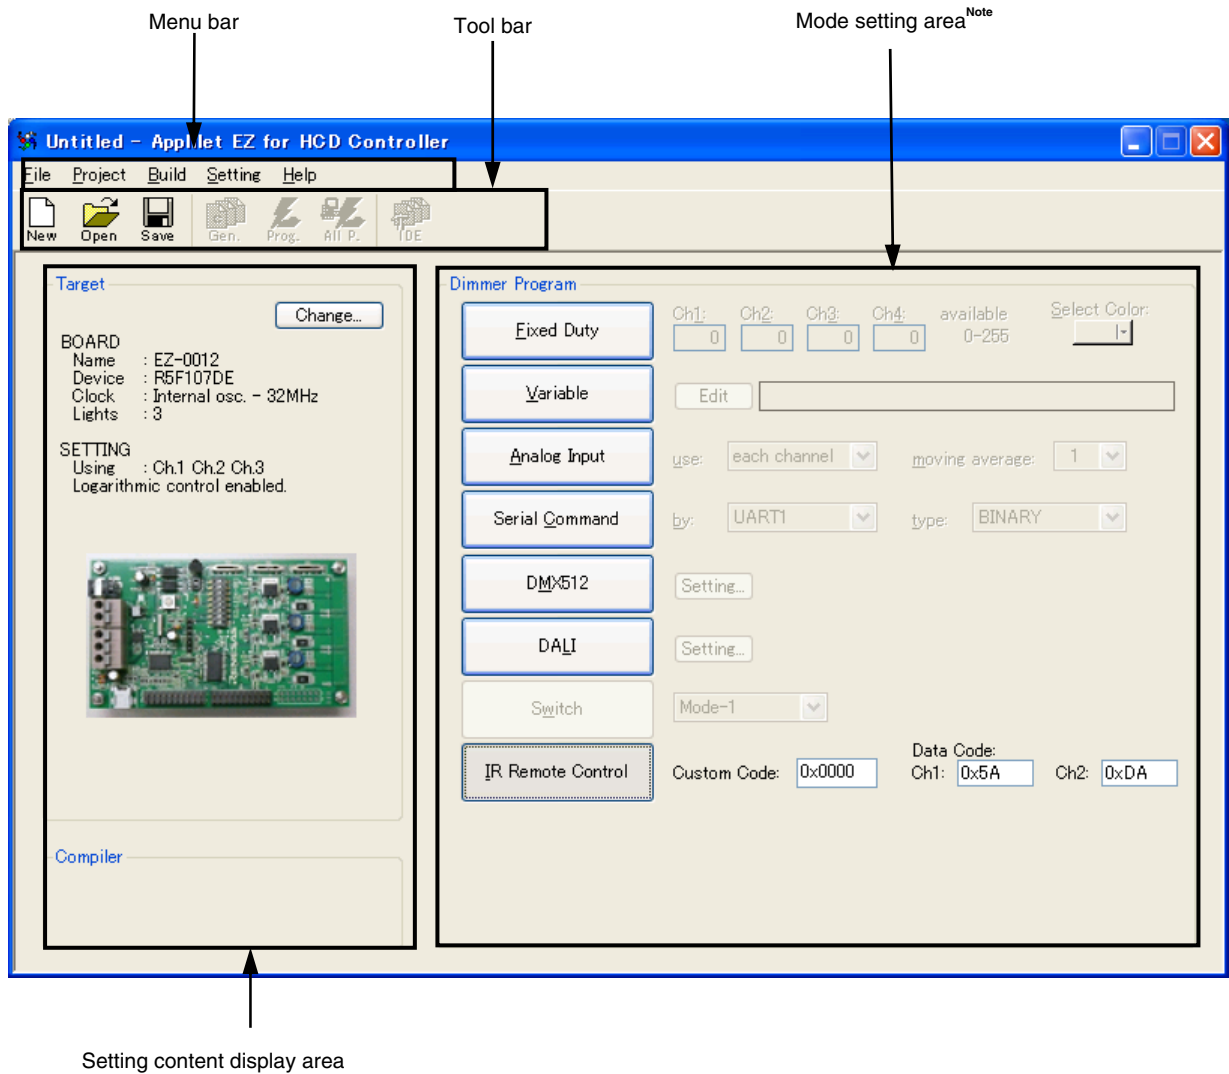 Menu bar
Tool bar
Mode setting area Note
Untitled - Applilet EZ for HCD Controller
File Project Build Setting Help
New Open Save Gen. Prog. All P. IDE
Target
Change...
BOARD
Name : EZ-0012
Device : R5F107DE
Clock : Internal osc. - 32MHz
Lights : 3
SETTING
Using : Ch.1 Ch.2 Ch.3
Logarithmic control enabled.
RENESAS
Compiler
Dimmer Program
Fixed Duty Ch1: Ch2: Ch3: Ch4: available Select Color:
0 0 0 0 0-255
Variable Edit
Analog Input use: each channel moving average: 1
Serial Command by: UART1 type: BINARY
DMX512 Setting...
DALI Setting...
Switch Mode-1
Data Code:
IR Remote Control Custom Code: 0x0000 Ch1: 0x5A Ch2: 0xDA
Setting content display area